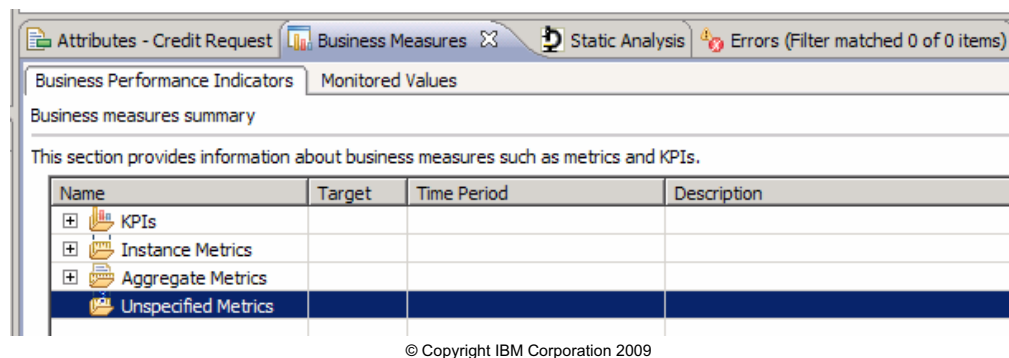 Attributes - Credit Request Business Measures Static Analysis Errors (Filter matched 0 of 0 items)
Business Performance Indicators Monitored Values
Business measures summary
This section provides information about business measures such as metrics and KPIs.
Name Target Time Period Description
KPIs
Instance Metrics
Aggregate Metrics
Unspecified Metrics
© Copyright IBM Corporation 2009